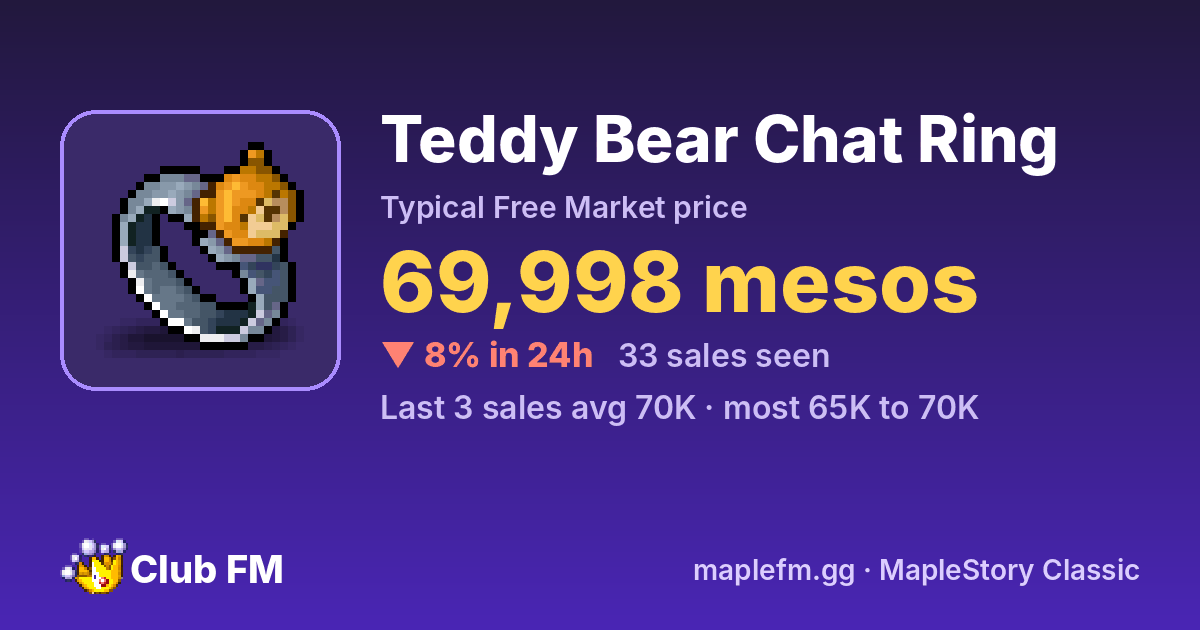 Teddy Bear Chat Ring
Typical Free Market price
69,998 mesos
▼ 8% in 24h 33 sales seen
Last 3 sales avg 70K · most 65K to 70K
Club FM
maplefm.gg · MapleStory Classic